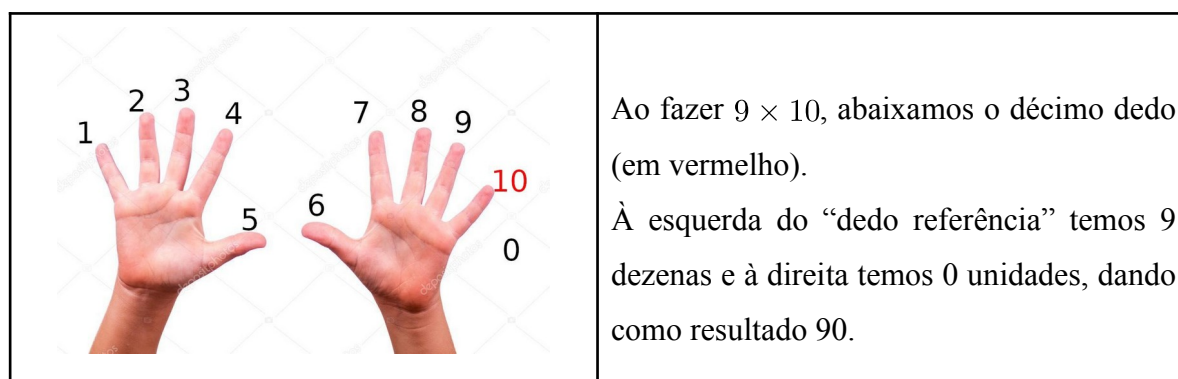 1 2 3 4 5 6 7 8 9 10
0
Ao fazer 9 × 10, abaixamos o décimo dedo
(em vermelho).
À esquerda do “dedo referência” temos 9
dezenas e à direita temos 0 unidades, dando
como resultado 90.